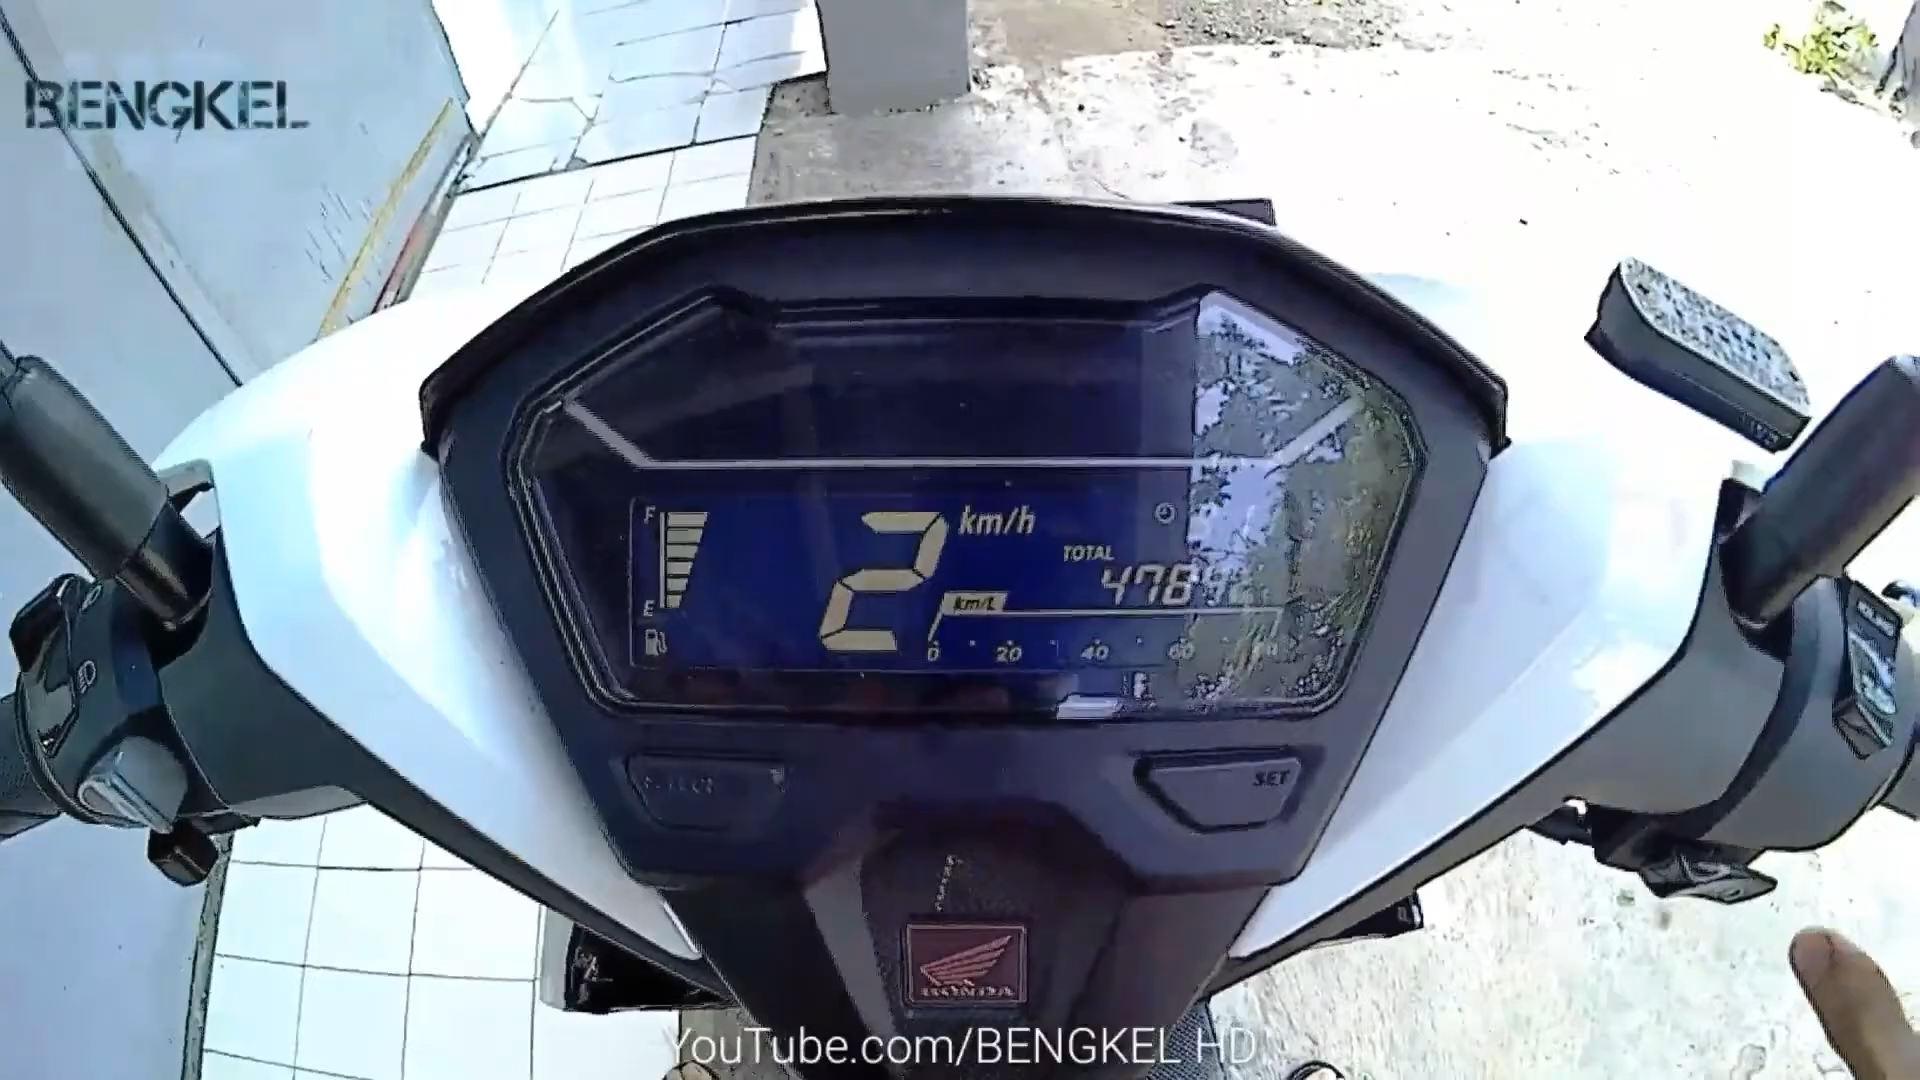 BENGKEL
F
2 km/h
TOTAL
E
km/L
0 20 40 60
SET
HONDA
YouTube.com/BENGKEL HD